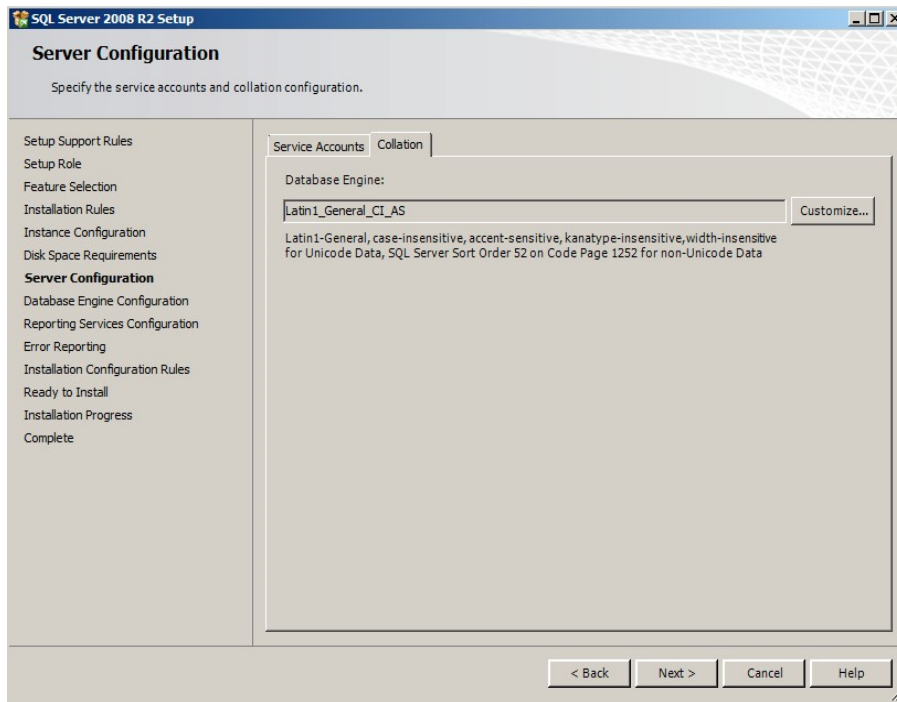 SQL Server 2008 R2 Setup
Server Configuration
Specify the service accounts and collation configuration.
Setup Support Rules
Setup Role
Feature Selection
Installation Rules
Instance Configuration
Disk Space Requirements
Server Configuration
Database Engine Configuration
Reporting Services Configuration
Error Reporting
Installation Configuration Rules
Ready to Install
Installation Progress
Complete
Service Accounts Collation
Database Engine:
Latin1_General_CI_AS Customize...
Latin1-General, case-insensitive, accent-sensitive, kanatype-insensitive,width-insensitive
for Unicode Data, SQL Server Sort Order 52 on Code Page 1252 for non-Unicode Data
< Back Next > Cancel Help